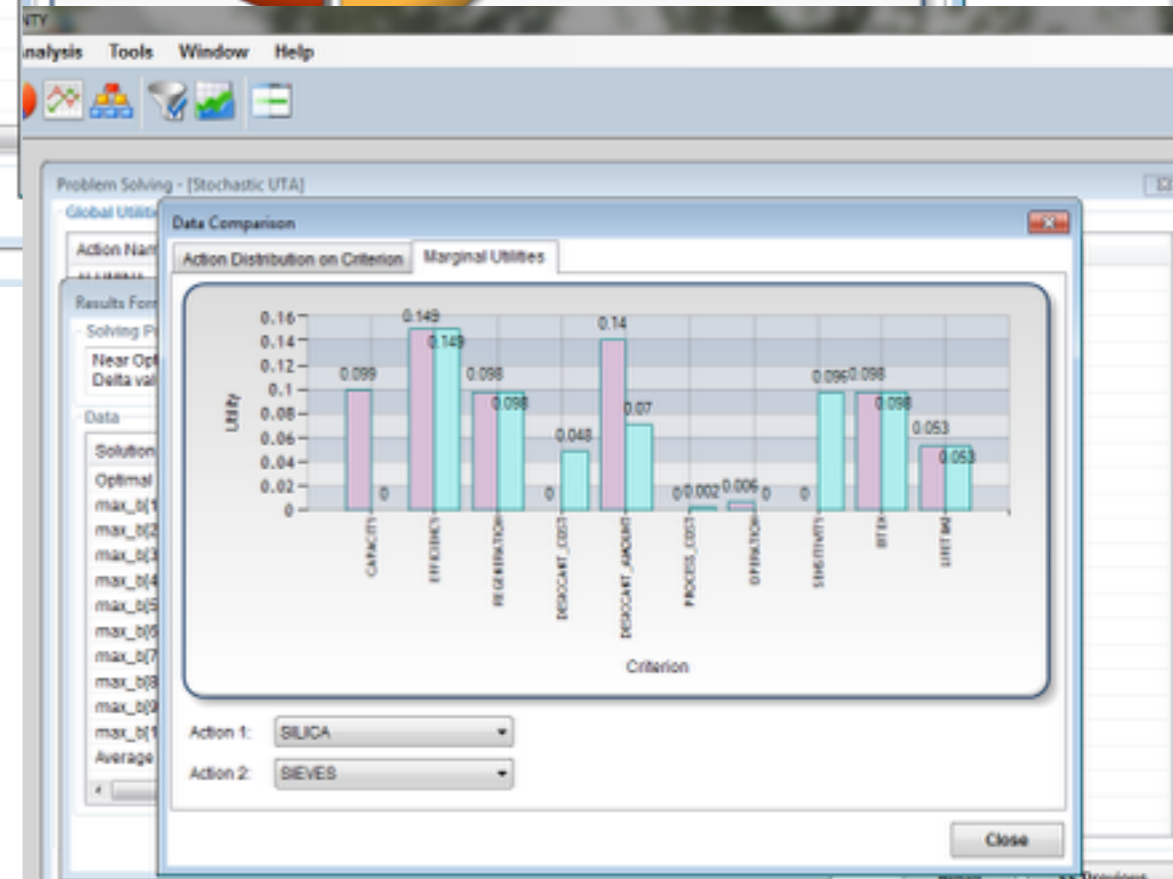 NTY
nalysis Tools Window Help
Problem Solving - [Stochastic UTA]
Global Utiliti
Data Comparison
Action Nam
Action Distribution on Criterion Marginal Utilities
Results Form
Solving P
Near Opt
Delta val
Data
Solution
Optimal
max_b[1
max_b[2
max_b[3
max_b[4
max_b[5
max_b[6
max_b[7
max_b[8
max_b[9
max_b[1
Average
Utility
0.16
0.14
0.12
0.1
0.08
0.06
0.04
0.02
0
0.099 0
0.149 0.149
0.098 0.098
0 0.048
0.14 0.07
0 0.002
0.006 0
0 0.096
0.098 0.098
0.053 0.053
CAPACITY
EFFICIENCY
REGENERATION
DESICCANT_COST
DESICCANT_AMOUNT
PROCESS_COST
OPERATION
SENSITIVITY
BTEX
LIFETIME
Criterion
Action 1: SILICA
Action 2: SIEVES
Close
<< Previous